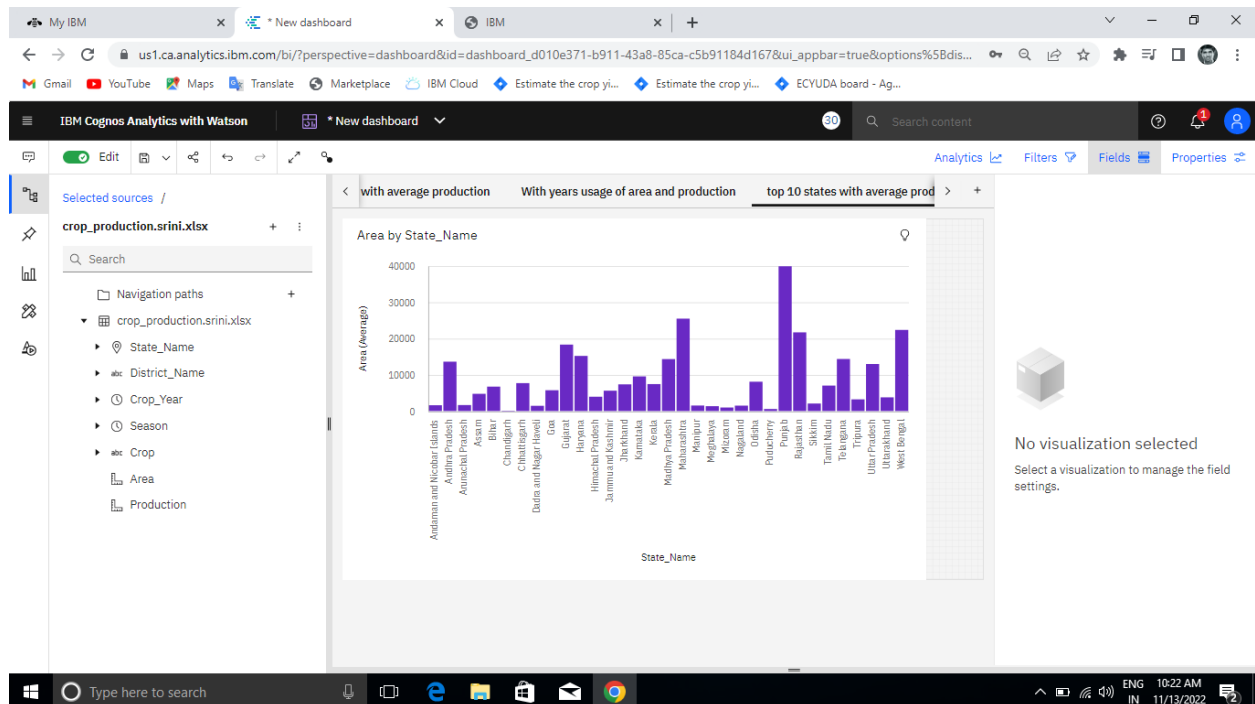 My IBM
* New dashboard
IBM
us1.ca.analytics.ibm.com/bi/?perspective=dashboard&id=dashboard_d010e371-b911-43a8-85ca-c5b91184d167&ui_appbar=true&options%5Bdis...
Gmail
YouTube
Maps
Translate
Marketplace
IBM Cloud
Estimate the crop yi...
Estimate the crop yi...
ECYUDA board - Ag...
IBM Cognos Analytics with Watson
* New dashboard
30
Search content
1
Edit
Analytics
Filters
Fields
Properties
Selected sources /
crop_production.srini.xlsx
Search
Navigation paths
crop_production.srini.xlsx
State_Name
abc District_Name
Crop_Year
Season
abc Crop
Area
Production
with average production
With years usage of area and production
top 10 states with average prod
Area by State_Name
Area (Average)
40000
30000
20000
10000
0
Andaman and Nicobar Islands
Andhra Pradesh
Arunachal Pradesh
Assam
Bihar
Chandigarh
Chhattisgarh
Dadra and Nagar Haveli
Goa
Gujarat
Haryana
Himachal Pradesh
Jammu and Kashmir
Jharkhand
Karnataka
Kerala
Madhya Pradesh
Maharashtra
Manipur
Meghalaya
Mizoram
Nagaland
Odisha
Puducherry
Punjab
Rajasthan
Sikkim
Tamil Nadu
Telangana
Tripura
Uttar Pradesh
Uttarakhand
West Bengal
State_Name
No visualization selected
Select a visualization to manage the field
settings.
Type here to search
ENG
IN
10:22 AM
11/13/2022
2